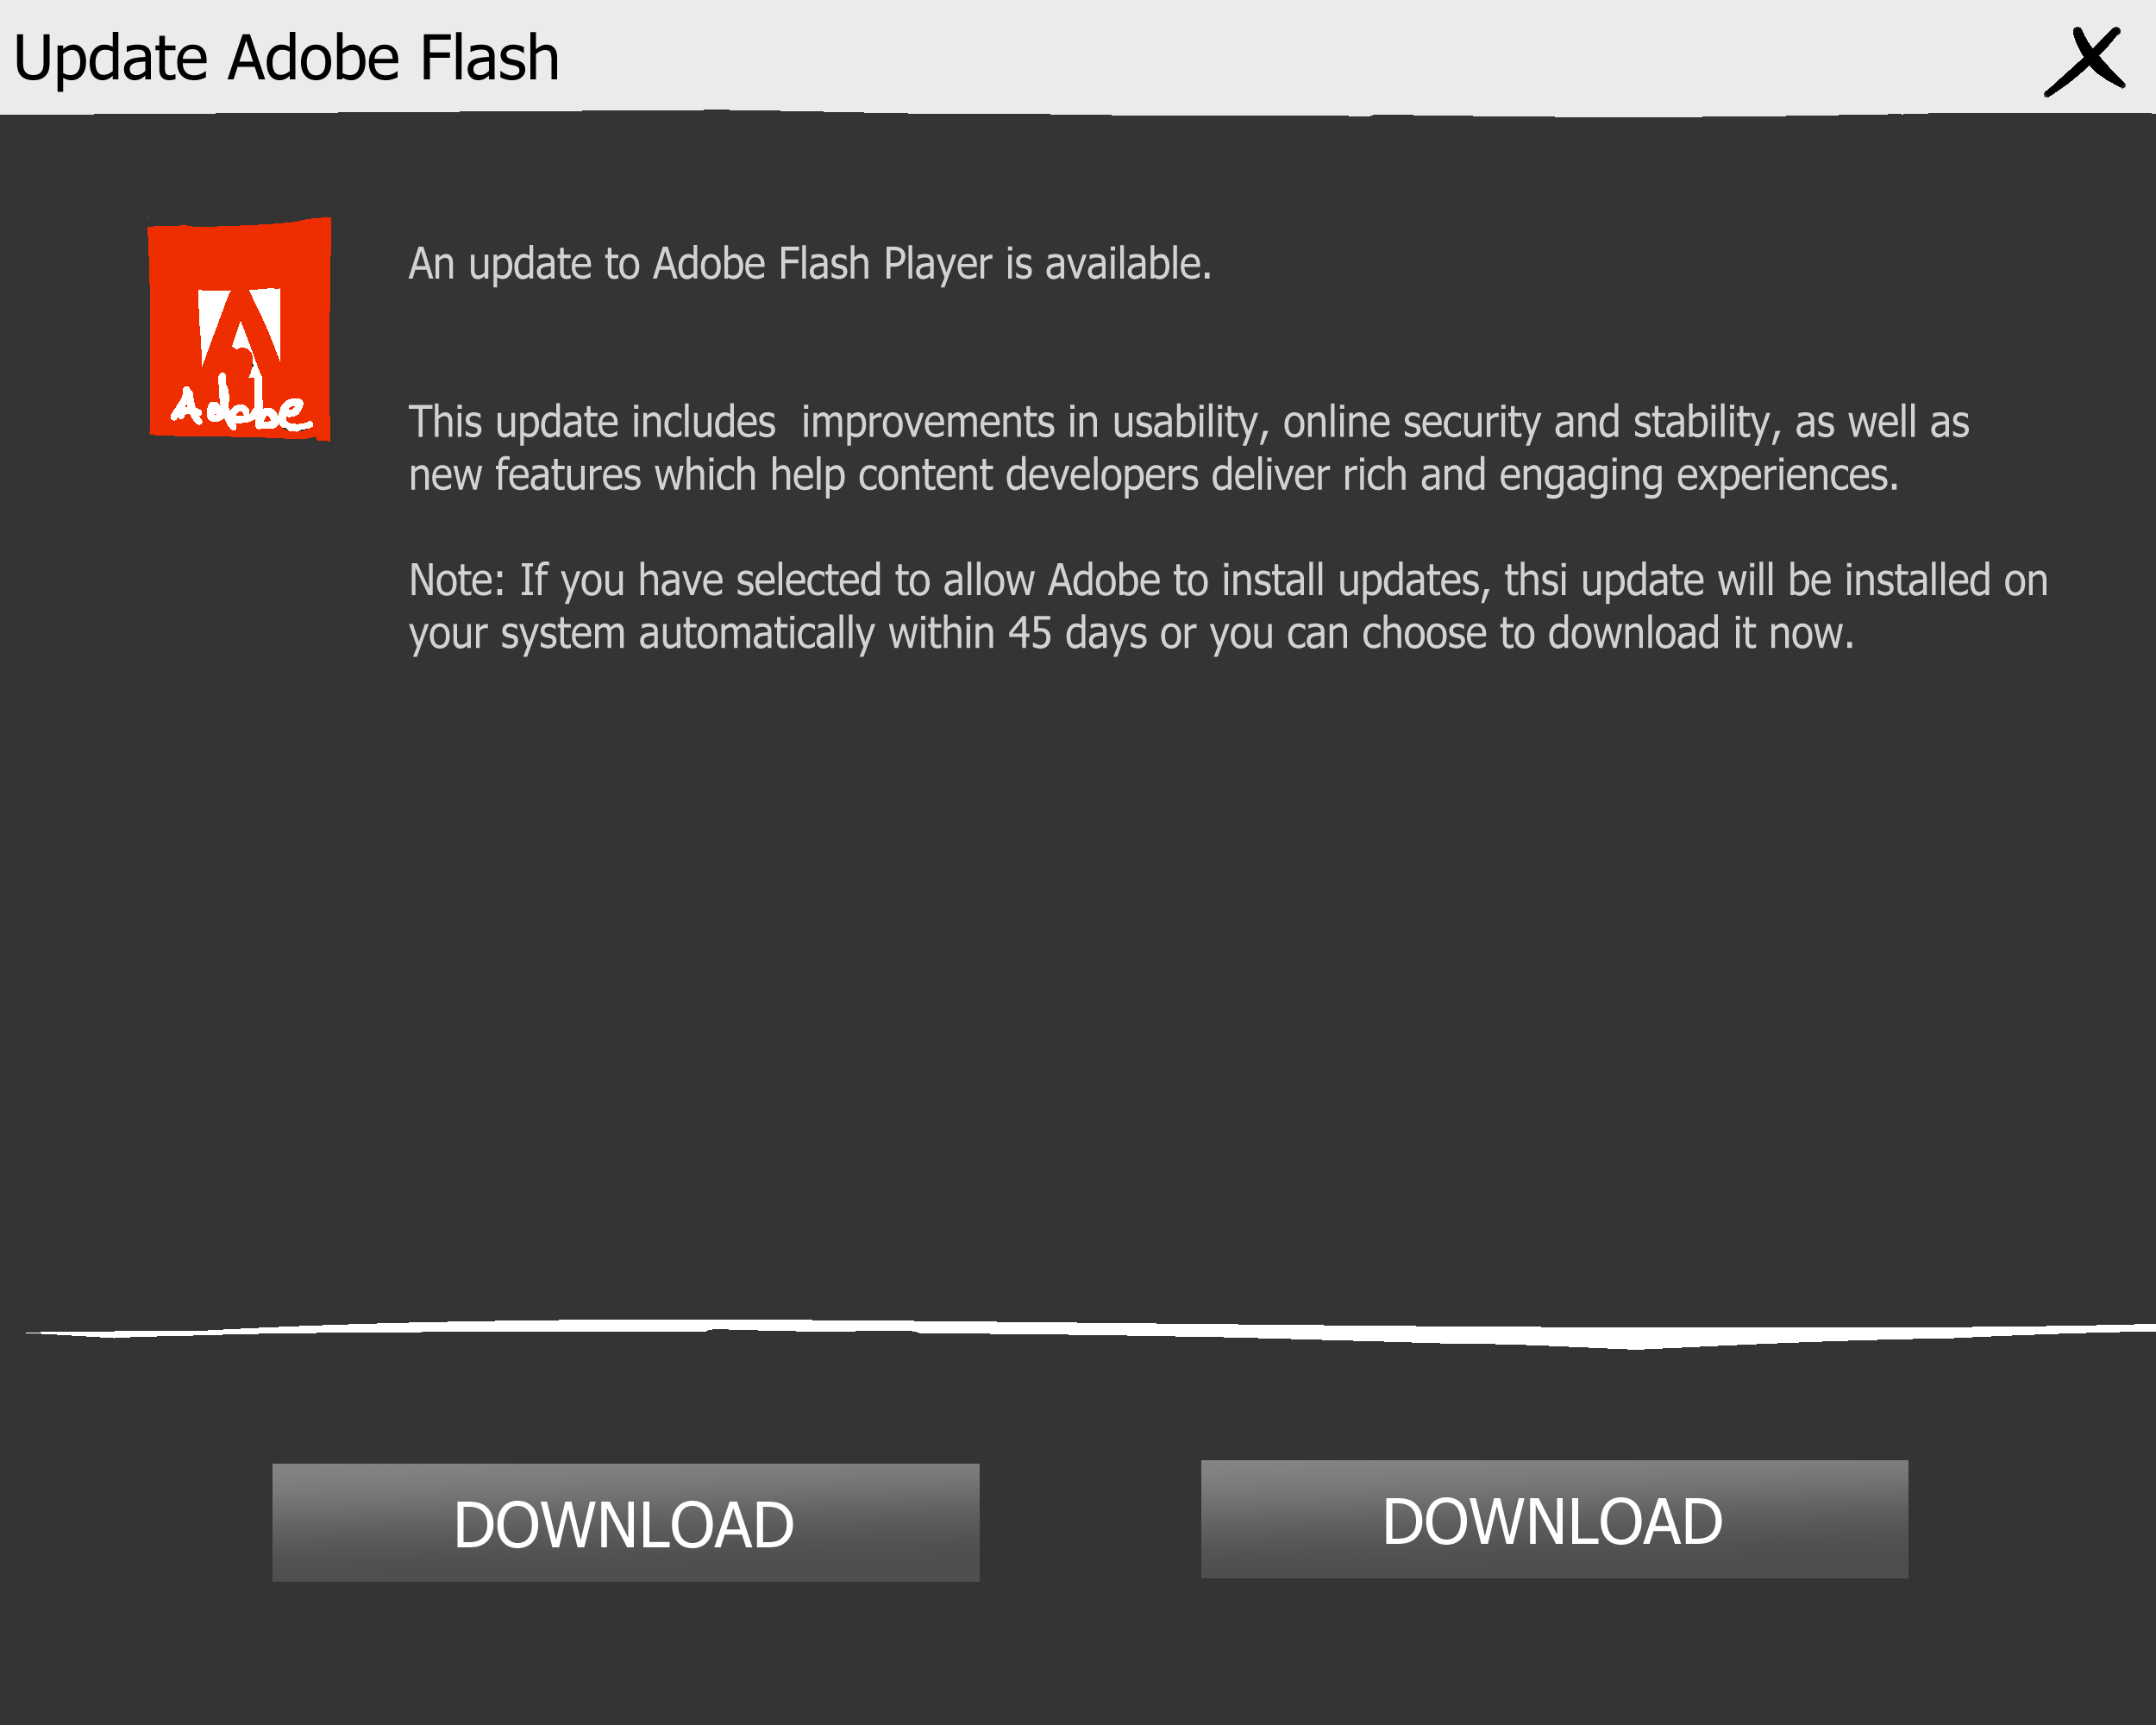 Update Adobe Flash
An update to Adobe Flash Player is available.
Adobe
This update includes  improvements in usability, online security and stability, as well as
new features which help content developers deliver rich and engaging experiences.
Note: If you have selected to allow Adobe to install updates, thsi update will be installed on
your system automatically within 45 days or you can choose to download it now.
DOWNLOAD
DOWNLOAD